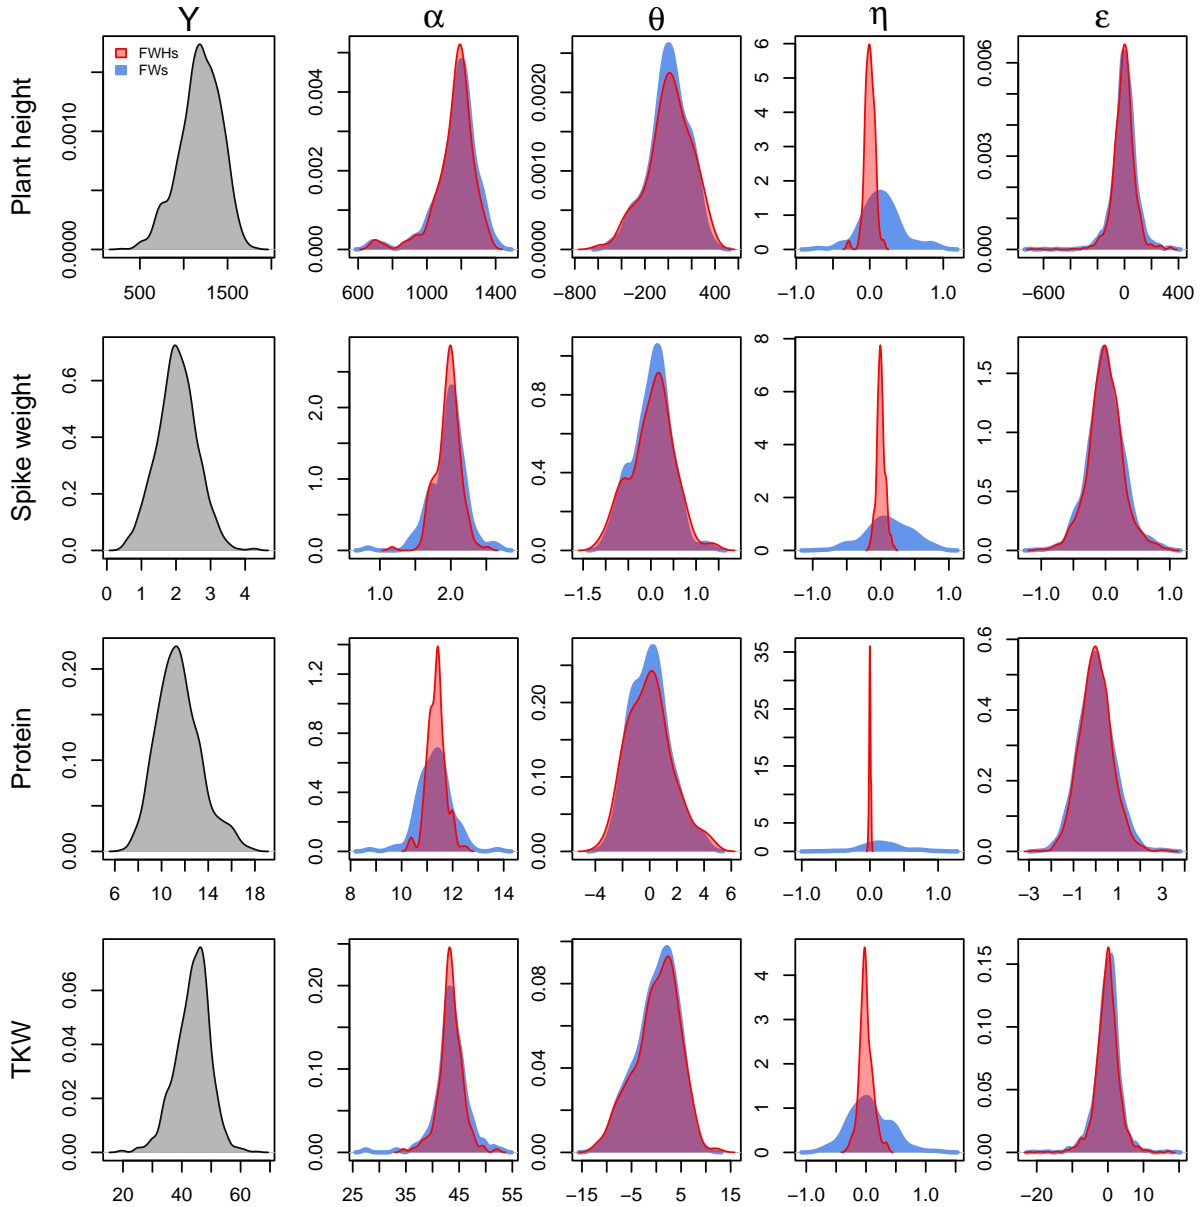 Y α θ η ε
Plant height
FWHs
FWs
0.0000 0.0010
500 1500
0.000 0.002 0.004
600 1000 1400
0.0000 0.0010 0.0020
−800 −200 400
0 1 2 3 4 5 6
−1.0 0.0 1.0
0.000 0.003 0.006
−600 0 400
Spike weight
0.0 0.2 0.4 0.6
0 1 2 3 4
0.0 1.0 2.0
1.0 2.0
0.0 0.4 0.8
−1.5 0.0 1.0
0 2 4 6 8
−1.0 0.0 1.0
0.0 0.5 1.0 1.5
−1.0 0.0 1.0
Protein
0.00 0.10 0.20
6 10 14 18
0.0 0.4 0.8 1.2
8 10 12 14
0.00 0.10 0.20
−4 0 2 4 6
0 5 15 25 35
−1.0 0.0 1.0
0.0 0.2 0.4 0.6
−3 −1 1 3
TKW
0.00 0.02 0.04 0.06
20 40 60
0.00 0.10 0.20
25 35 45 55
0.00 0.04 0.08
−15 −5 5 15
0 1 2 3 4
−1.0 0.0 1.0
0.00 0.05 0.10 0.15
−20 0 10